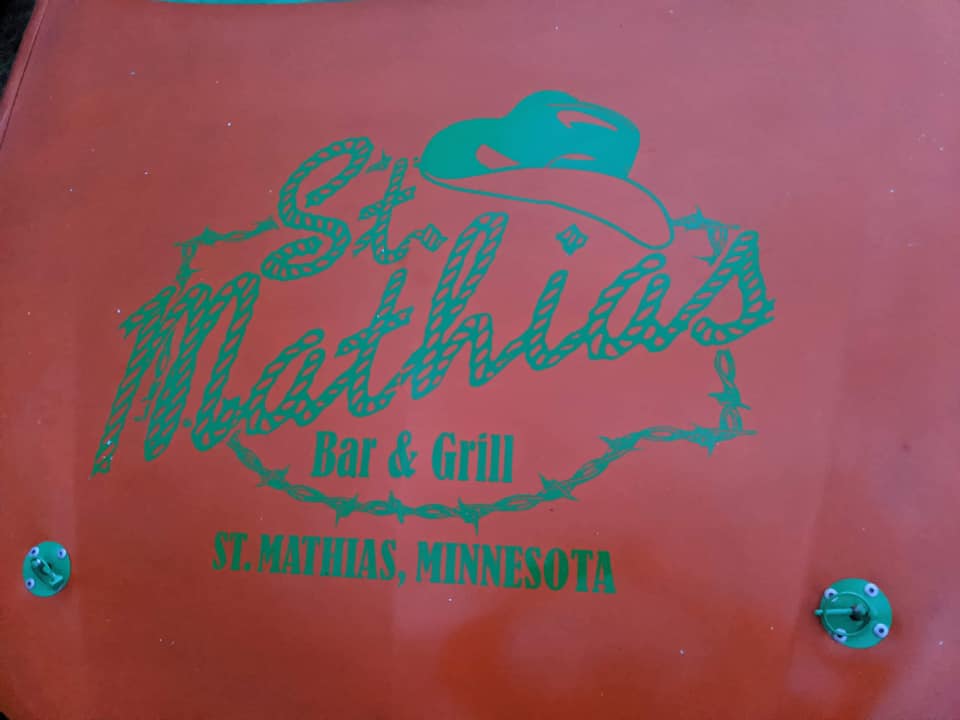 St.
Mathias
Bar & Grill
ST. MATHIAS, MINNESOTA